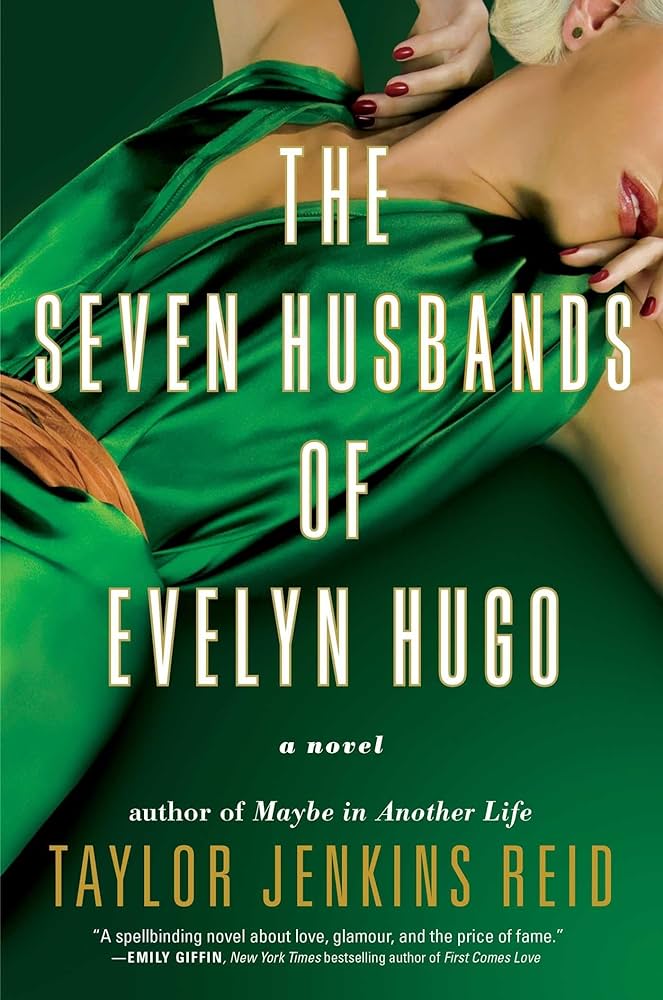 THE
SEVEN HUSBANDS
OF
EVELYN HUGO
a novel
author of Maybe in Another Life
TAYLOR JENKINS REID
“A spellbinding novel about love, glamour, and the price of fame.”
—EMILY GIFFIN, New York Times bestselling author of First Comes Love